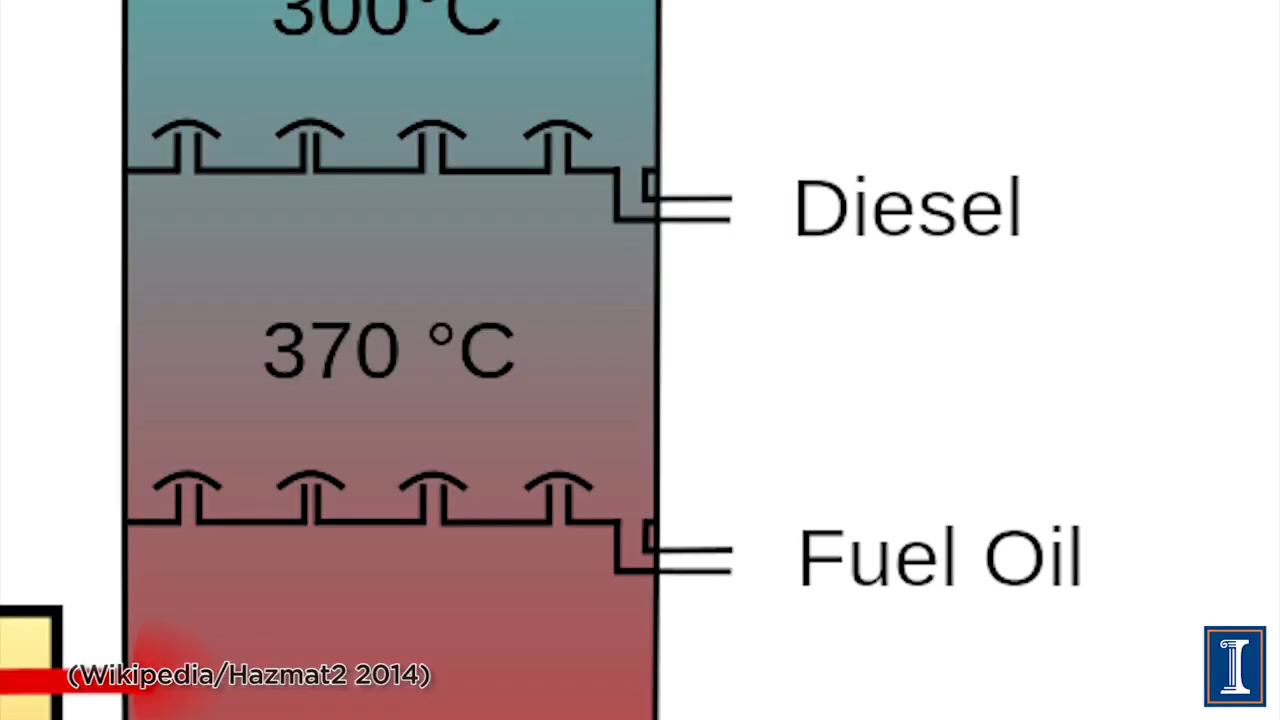 300°C
Diesel
370 °C
Fuel Oil
(Wikipedia/Hazmat2 2014)
I